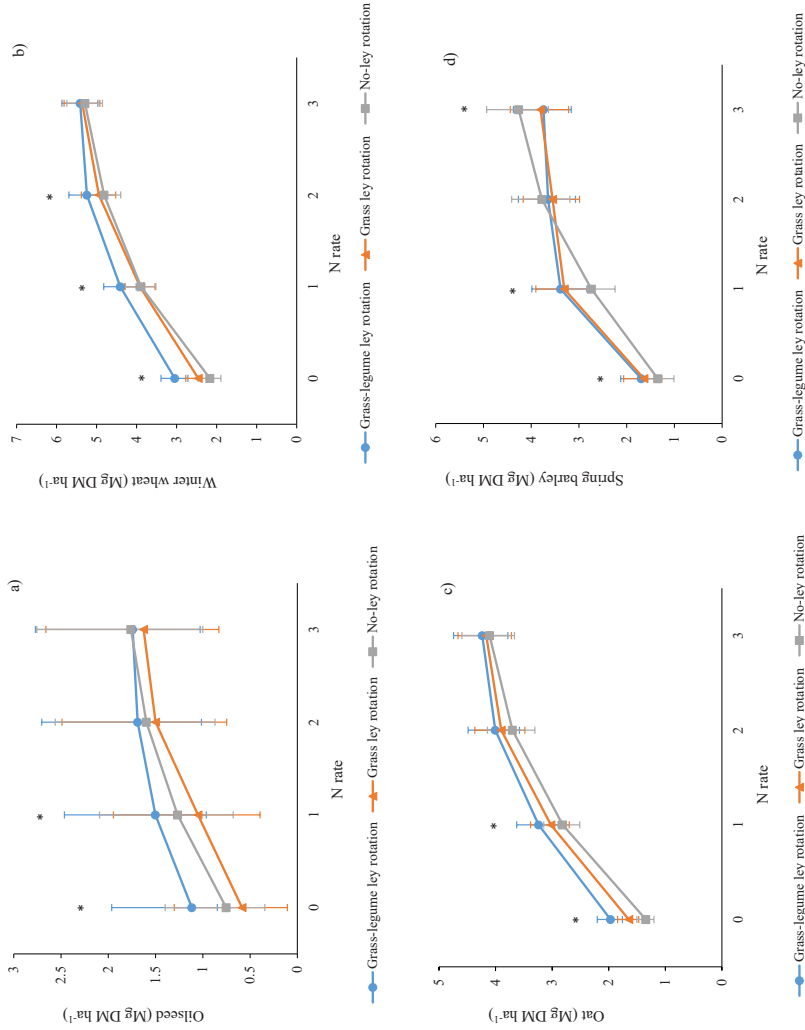 a)
Oilseed (Mg DM ha⁻¹)
3
2.5
2
1.5
1
0.5
0
*
*
0
1
2
3
N rate
Grass-legume ley rotation
Grass ley rotation
No-ley rotation
b)
Winter wheat (Mg DM ha⁻¹)
7
6
5
4
3
2
1
0
*
*
*
0
1
2
3
N rate
Grass-legume ley rotation
Grass ley rotation
No-ley rotation
c)
Oat (Mg DM ha⁻¹)
5
4
3
2
1
0
*
*
0
1
2
3
N rate
Grass-legume ley rotation
Grass ley rotation
No-ley rotation
d)
Spring barley (Mg DM ha⁻¹)
6
5
4
3
2
1
0
*
*
*
0
1
2
3
N rate
Grass-legume ley rotation
Grass ley rotation
No-ley rotation